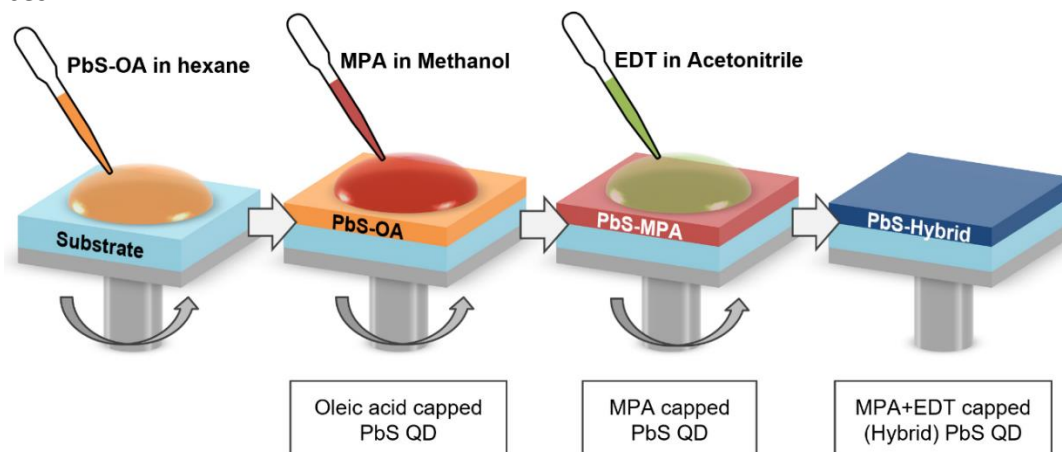 PbS-OA in hexane
MPA in Methanol
EDT in Acetonitrile
Substrate
PbS-OA
PbS-MPA
PbS-Hybrid
Oleic acid capped
PbS QD
MPA capped
PbS QD
MPA+EDT capped
(Hybrid) PbS QD